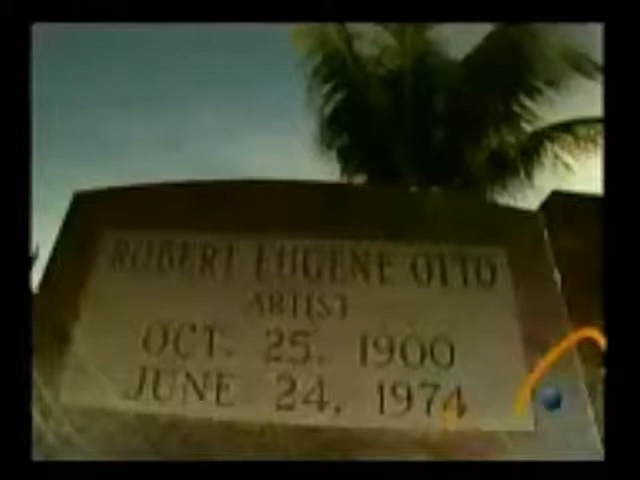 ROBERT EUGENE OTTO
ARTIST
OCT. 25, 1900
JUNE 24, 1974